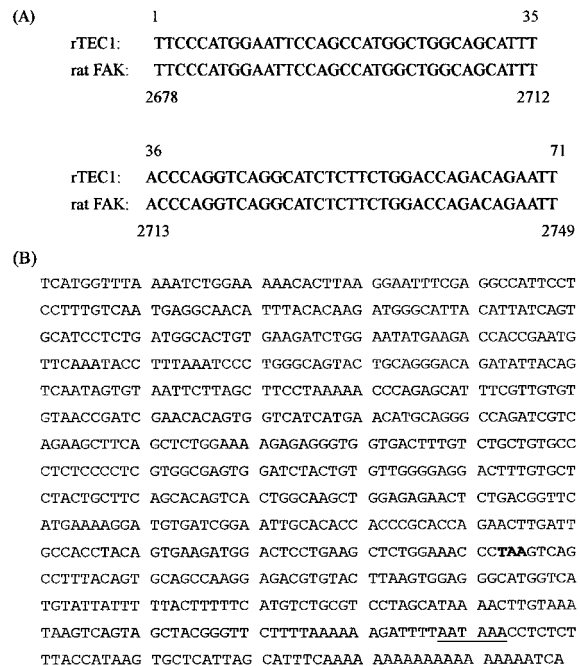 (A)
1 35
rTEC1: TTCCCATGGAATTCCAGCCATGGCTGGCAGCATTT
rat FAK: TTCCCATGGAATTCCAGCCATGGCTGGCAGCATTT
2678 2712
36 71
rTEC1: ACCCAGGTCAGGCATCTCTTCTGGACCAGACAGAATT
rat FAK: ACCCAGGTCAGGCATCTCTTCTGGACCAGACAGAATT
2713 2749
(B)
TCATGGTTTA AAATCTGGAA AAACACTTAA GGAATTTCGA GGCCATTCCT
CCTTTGTCAA TGAGGCAACA TTTACACAAG ATGGGCATTA CATTATCAGT
GCATCCTCTG ATGGCACTGT GAAGATCTGG AATATGAAGA CCACCGAATG
TTCAAATACC TTTAAATCCC TGGGCAGTAC TGCAGGGACA GATATTACAG
TCAATAGTGT AATTCTTAGC TTCCTAAAAA CCCAGAGCAT TTCGTTGTGT
GTAACCGATC GAACACAGTG GTCATCATGA ACATGCAGGG CCAGATCGTC
AGAAGCTTCA GCTCTGGAAA AGAGAGGGTG GTGACTTTGT CTGCTGTGCC
CTCTCCCCTC GTGGCGAGTG GATCTACTGT GTTGGGGAGG ACTTTGTGCT
CTACTGCTTC AGCACAGTCA CTGGCAAGCT GGAGAGAACT CTGACGGTTC
ATGAAAAGGA TGTGATCGGA ATTGCACACC ACCCGCACCA GAACTTGATT
GCCACCTACA GTGAAGATGG ACTCCTGAAG CTCTGGAAAC CCTAAGTCAG
CCTTTACAGT GCAGCCAAGG AGACGTGTAC TTAAGTGGAG GGCATGGTCA
TGTATTATTT TTACTTTTTC ATGTCTGCGT CCTAGCATAA AACTTGTAAA
TAAGTCAGTA GCTACGGGTT CTTTTAAAAA AGATTTTAAT AAACCTCTCT
TTACCATAAG TGCTCATTAG CATTTCAAAA AAAAAAAAAA AAAAATCA